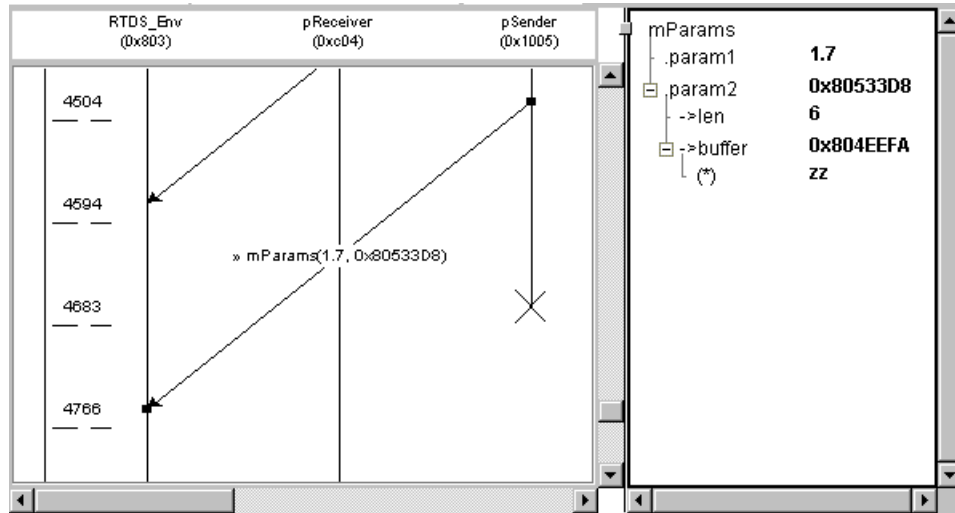 RTDS_Env pReceiver pSender
(0x803) (0xc04) (0x1005)
4504
4594
» mParams(1.7, 0x80533D8)
4683
4766
mParams
.param1 1.7
.param2 0x80533D8
->len 6
->buffer 0x804EEFA
(*) zz